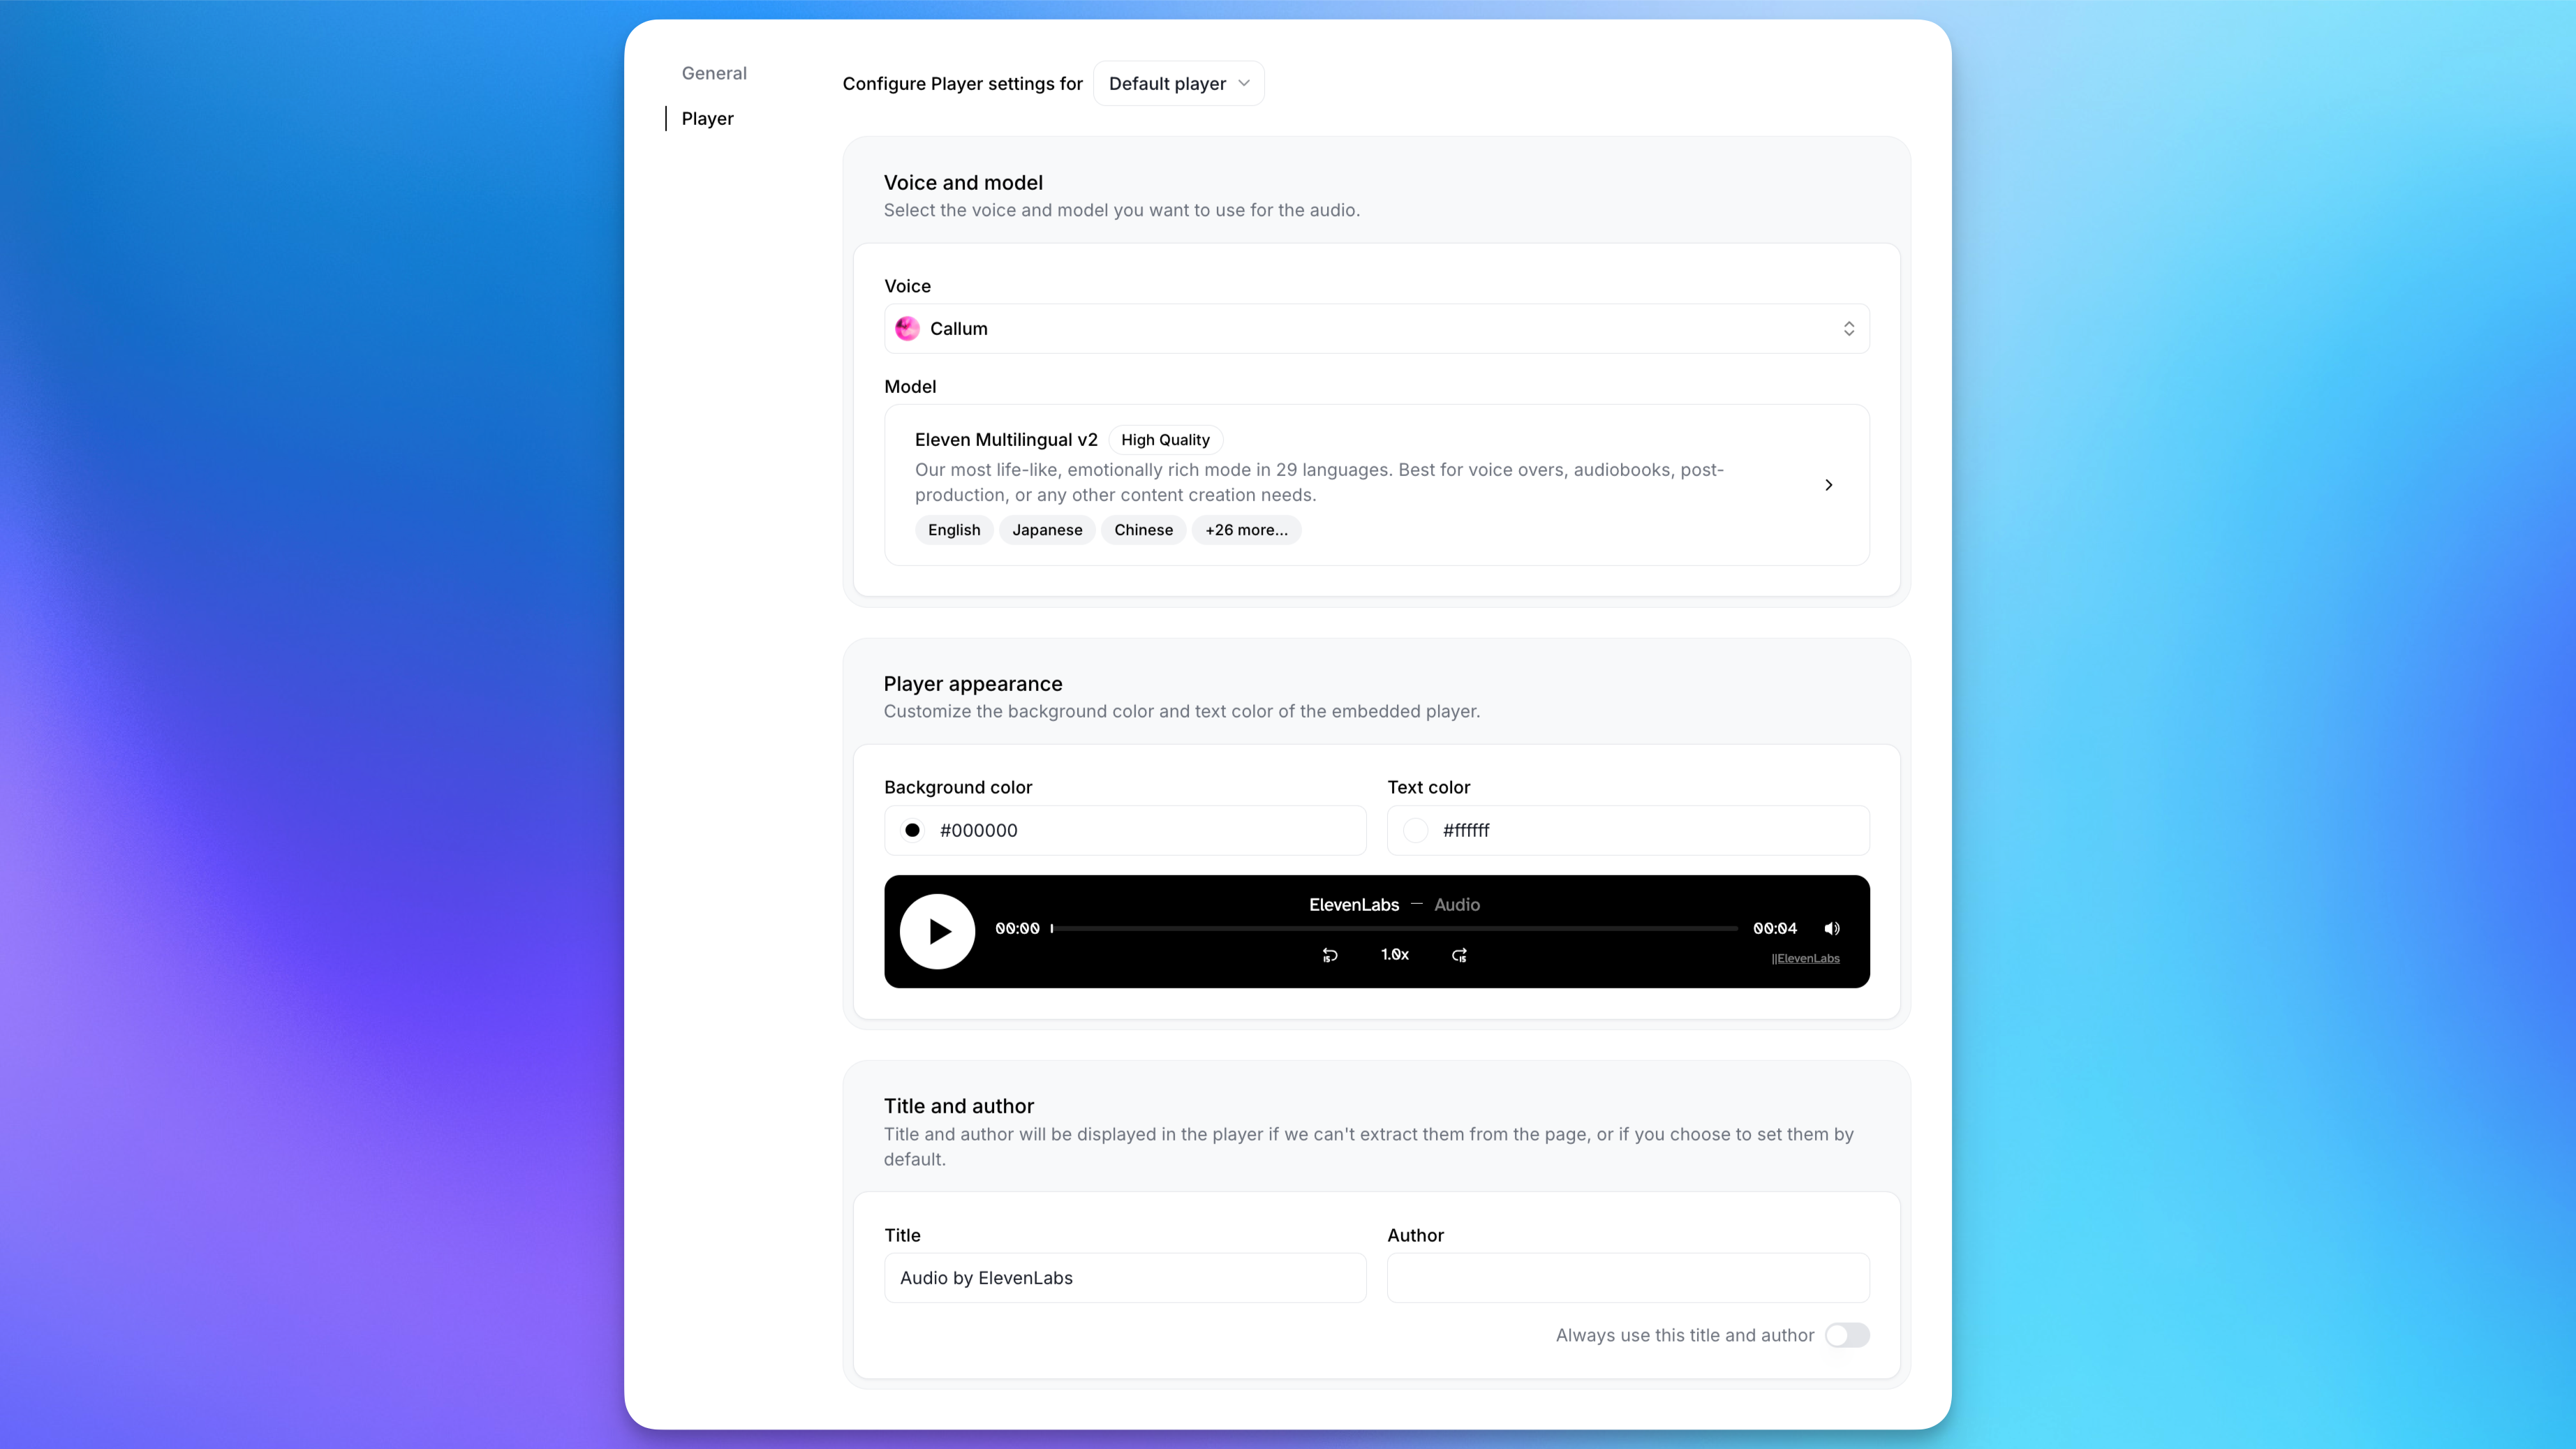 General
Player
Configure Player settings for
Default player
Voice and model
Select the voice and model you want to use for the audio.
Voice
Callum
Model
Eleven Multilingual v2
High Quality
Our most life-like, emotionally rich mode in 29 languages. Best for voice overs, audiobooks, post-
production, or any other content creation needs.
English
Japanese
Chinese
+26 more...
Player appearance
Customize the background color and text color of the embedded player.
Background color
Text color
#000000
#ffffff
ElevenLabs — Audio
00:00
00:04
15
1.0x
15
||ElevenLabs
Title and author
Title and author will be displayed in the player if we can't extract them from the page, or if you choose to set them by
default.
Title
Author
Audio by ElevenLabs
Always use this title and author